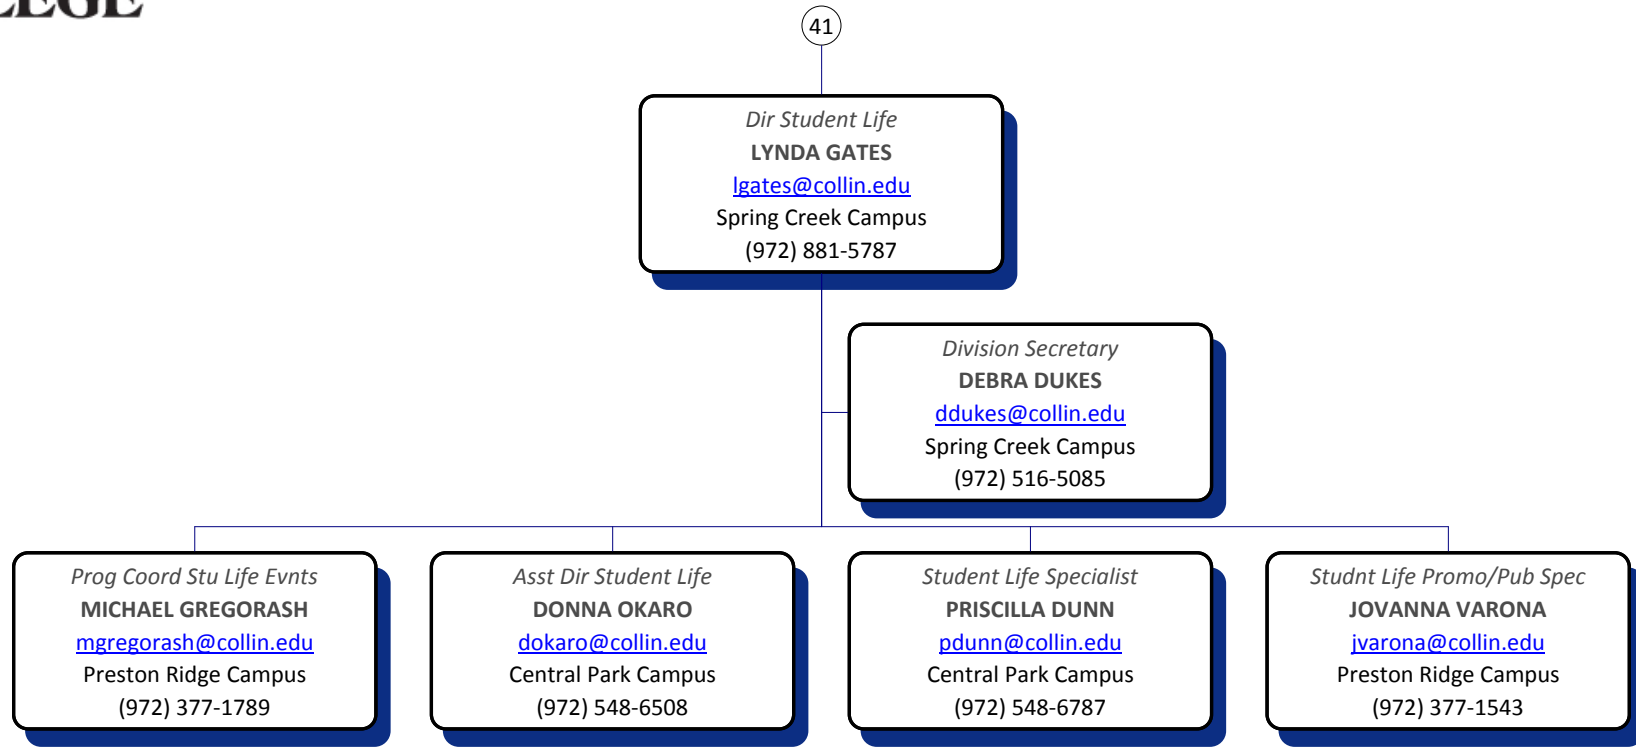 41
Dir Student Life
LYNDA GATES
lgates@collin.edu
Spring Creek Campus
(972) 881-5787
Division Secretary
DEBRA DUKES
ddukes@collin.edu
Spring Creek Campus
(972) 516-5085
Prog Coord Stu Life Evnts
MICHAEL GREGORASH
mgregorash@collin.edu
Preston Ridge Campus
(972) 377-1789
Asst Dir Student Life
DONNA OKARO
dokaro@collin.edu
Central Park Campus
(972) 548-6508
Student Life Specialist
PRISCILLA DUNN
pdunn@collin.edu
Central Park Campus
(972) 548-6787
Studnt Life Promo/Pub Spec
JOVANNA VARONA
jvarona@collin.edu
Preston Ridge Campus
(972) 377-1543